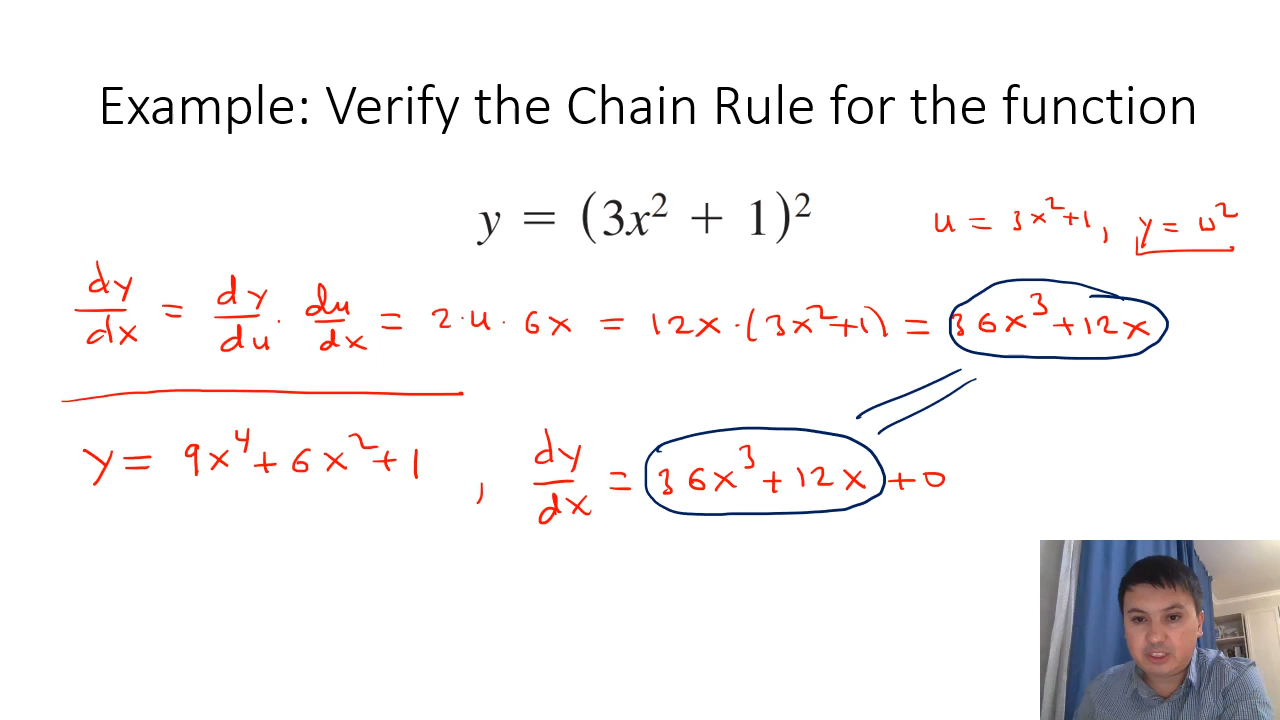 Example: Verify the Chain Rule for the function
y = (3x² + 1)²
u = 3x²+1, y = u²
dy/dx = dy/du · du/dx = 2·u·6x = 12x·(3x²+1) = 36x³+12x
y = 9x⁴+6x²+1, dy/dx = 36x³+12x+0